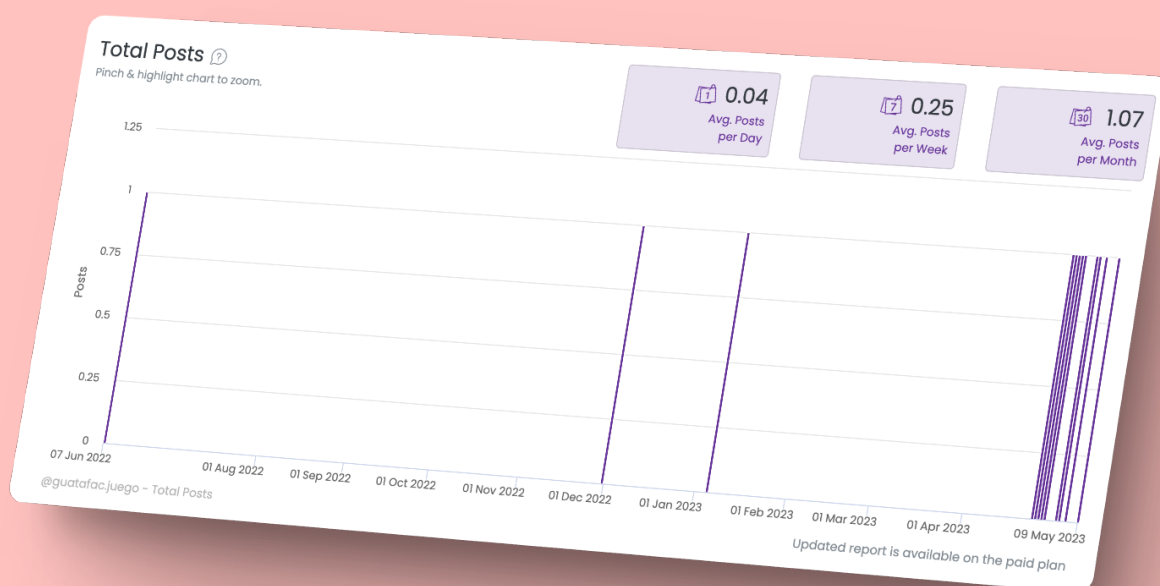 Total Posts ?
Pinch & highlight chart to zoom.
1 0.04
Avg. Posts
per Day
7 0.25
Avg. Posts
per Week
30 1.07
Avg. Posts
per Month
1.25
1
0.75
0.5
0.25
0
Posts
07 Jun 2022
01 Aug 2022
01 Sep 2022
01 Oct 2022
01 Nov 2022
01 Dec 2022
01 Jan 2023
01 Feb 2023
01 Mar 2023
01 Apr 2023
09 May 2023
@guatafac.juego - Total Posts
Updated report is available on the paid plan